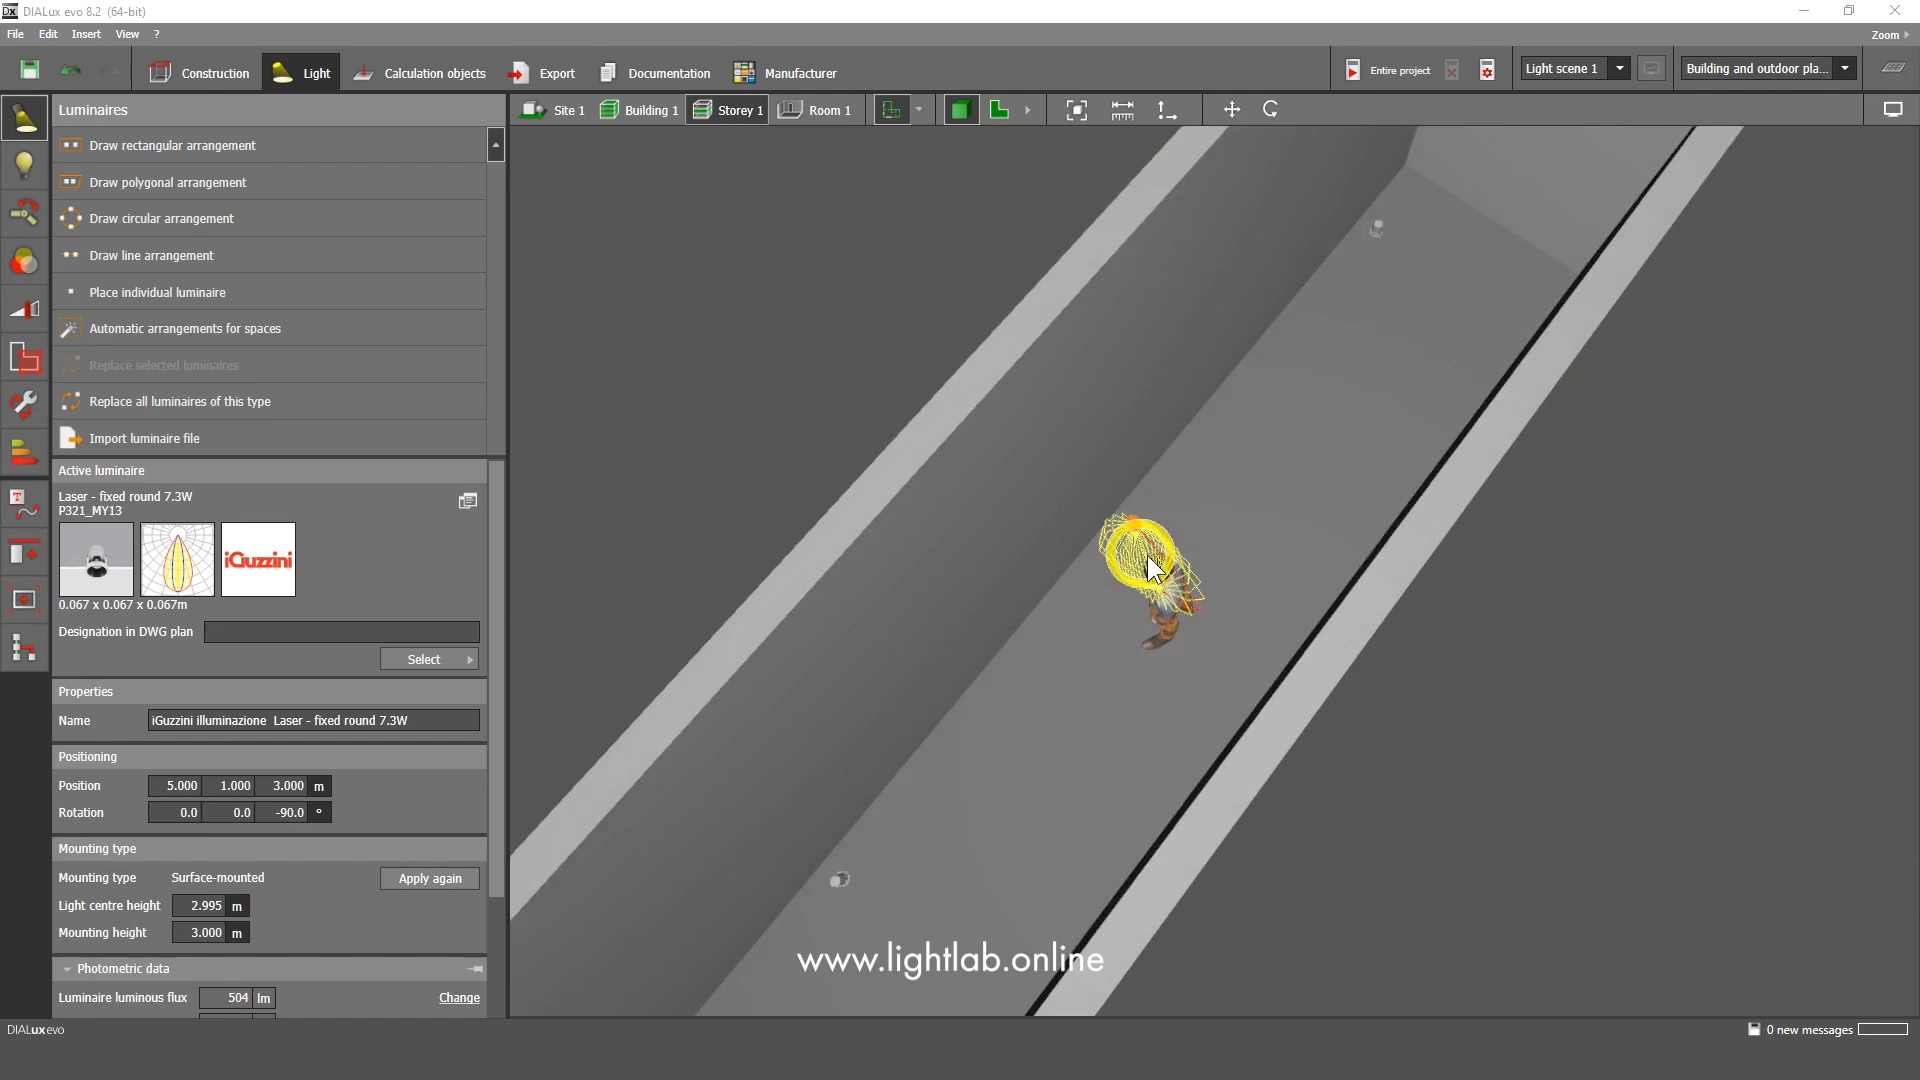 DIALux evo 8.2 (64-bit)
File Edit Insert View ? Zoom
Construction Light Calculation objects Export Documentation Manufacturer Entire project Light scene 1 Building and outdoor pla...
Luminaires
Site 1 Building 1 Storey 1 Room 1
Draw rectangular arrangement
Draw polygonal arrangement
Draw circular arrangement
Draw line arrangement
Place individual luminaire
Automatic arrangements for spaces
Replace selected luminaires
Replace all luminaires of this type
Import luminaire file
Active luminaire
Laser - fixed round 7.3W
P321_MY13
iGuzzini
0.067 x 0.067 x 0.067m
Designation in DWG plan
Select
Properties
Name iGuzzini illuminazione Laser - fixed round 7.3W
Positioning
Position 5.000 1.000 3.000 m
Rotation 0.0 0.0 -90.0 °
Mounting type
Mounting type Surface-mounted Apply again
Light centre height 2.995 m
Mounting height 3.000 m
Photometric data
Luminaire luminous flux 504 lm Change
www.lightlab.online
DIALux evo 0 new messages